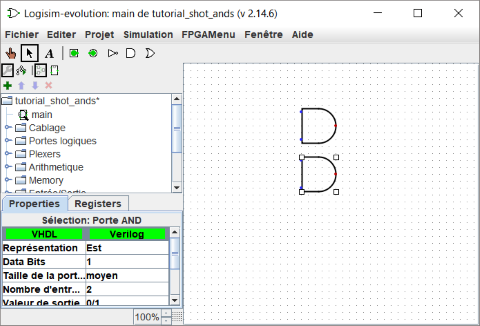 Logisim-evolution: main de tutorial_shot_ands (v 2.14.6)
Fichier Editer Projet Simulation FPGAMenu Fenêtre Aide
A
tutorial_shot_ands*
main
Cablage
Portes logiques
Plexers
Arithmetique
Memory
Entrée/Sortie
Properties Registers
Sélection: Porte AND
VHDL Verilog
Représentation Est
Data Bits 1
Taille de la port... moyen
Nombre d'entr... 2
Valeur de sortie 0/1
100%